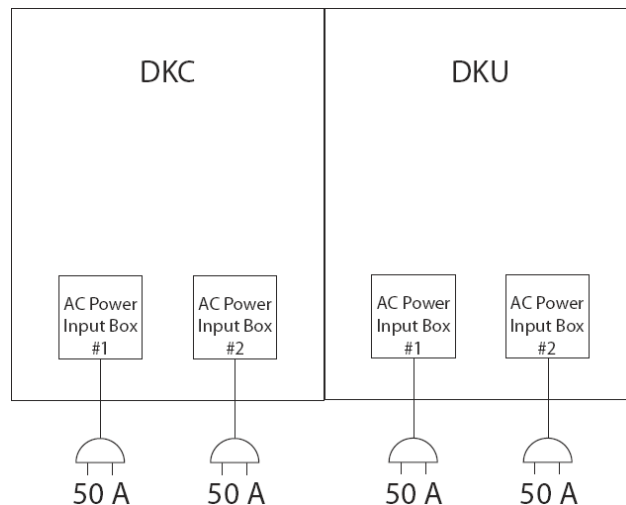 DKC
DKU
AC Power
Input Box
#1
AC Power
Input Box
#2
AC Power
Input Box
#1
AC Power
Input Box
#2
50 A
50 A
50 A
50 A